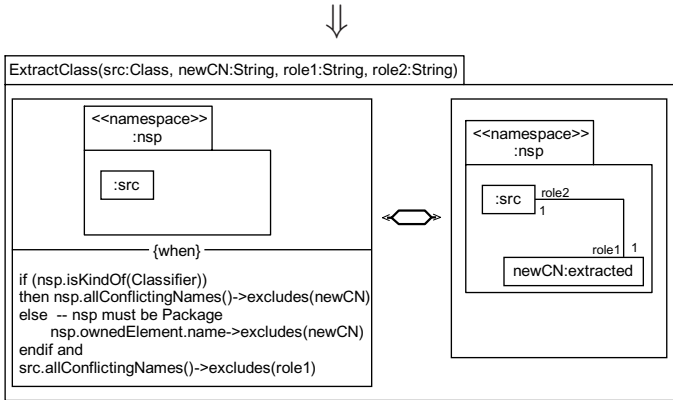 ExtractClass(src:Class, newCN:String, role1:String, role2:String)
<<namespace>>
:nsp
:src
{when}
if (nsp.isKindOf(Classifier))
then nsp.allConflictingNames()->excludes(newCN)
else -- nsp must be Package
nsp.ownedElement.name->excludes(newCN)
endif and
src.allConflictingNames()->excludes(role1)
<<namespace>>
:nsp
:src
role2
1
role1 1
newCN:extracted